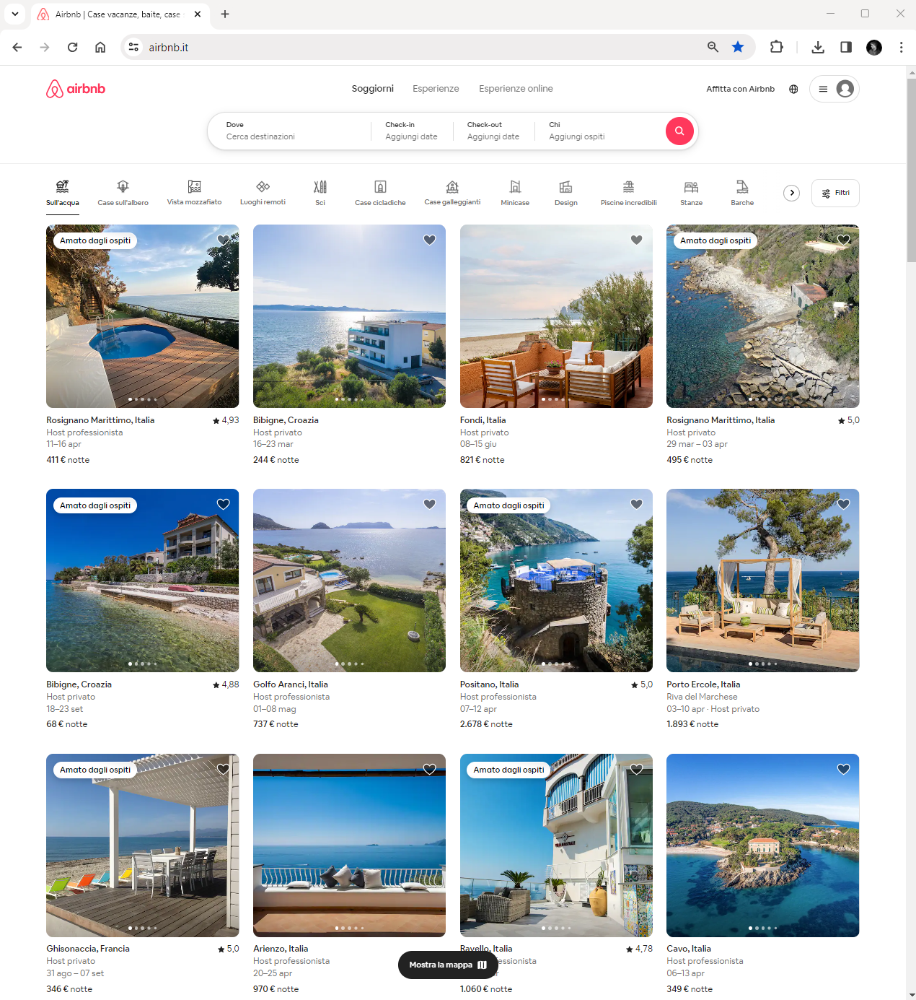 Airbnb | Case vacanze, baite, case
airbnb.it
airbnb
Soggiorni
Esperienze
Esperienze online
Affitta con Airbnb
Dove
Cerca destinazioni
Check-in
Aggiungi date
Check-out
Aggiungi date
Chi
Aggiungi ospiti
Sull'acqua
Case sull'albero
Vista mozzafiato
Luoghi remoti
Sci
Case cicladiche
Case galleggianti
Minicase
Design
Piscine incredibili
Stanze
Barche
Filtri
Amato dagli ospiti
Rosignano Marittimo, Italia
4,93
Host professionista
11–16 apr
411 € notte
Bibigne, Croazia
Host privato
16–23 mar
244 € notte
Fondi, Italia
Host privato
08–15 giu
821 € notte
Amato dagli ospiti
Rosignano Marittimo, Italia
5,0
Host privato
29 mar – 03 apr
495 € notte
Amato dagli ospiti
Bibigne, Croazia
4,88
Host privato
18–23 set
68 € notte
Golfo Aranci, Italia
Host professionista
01–08 mag
737 € notte
Amato dagli ospiti
Positano, Italia
5,0
Host professionista
07–12 apr
2.678 € notte
Porto Ercole, Italia
Riva del Marchese
03–10 apr · Host privato
1.893 € notte
Amato dagli ospiti
Ghisonaccia, Francia
5,0
Host privato
31 ago – 07 set
346 € notte
Arienzo, Italia
Host professionista
20–25 apr
970 € notte
Amato dagli ospiti
Ravello, Italia
4,78
1.060 € notte
Cavo, Italia
Host professionista
06–13 apr
349 € notte
Mostra la mappa